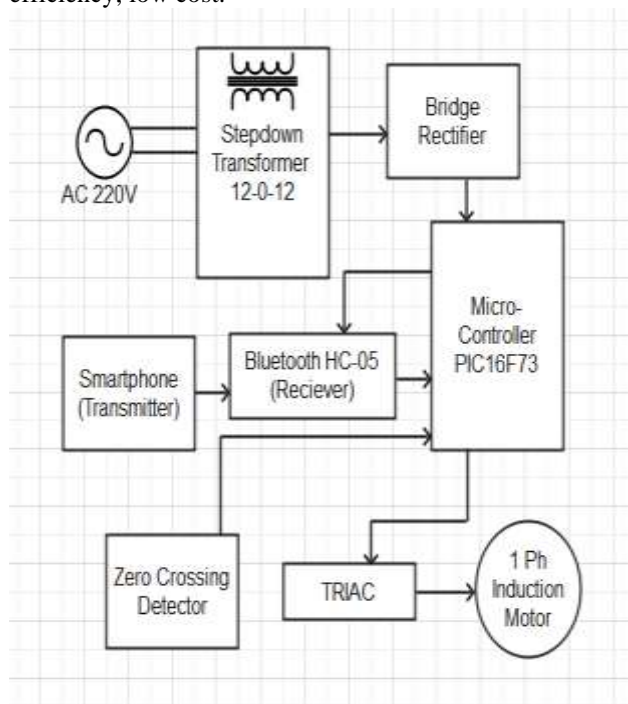 efficiency, low cost.
AC 220V
Stepdown
Transformer
12-0-12
Bridge
Rectifier
Micro-
Controller
PIC16F73
Smartphone
(Transmitter)
Bluetooth HC-05
(Reciever)
Zero Crossing
Detector
TRIAC
1 Ph
Induction
Motor